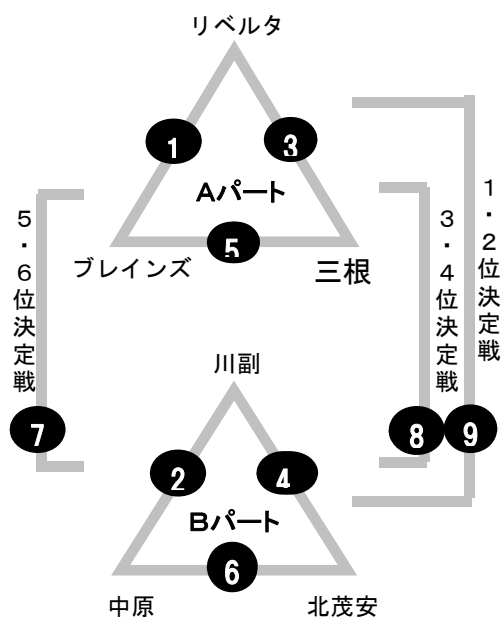 リベルタ
1
3
Aパート
5
ブレインズ
三根
5・6位決定戦
3・4位決定戦
1・2位決定戦
川副
7
8
9
2
4
Bパート
6
中原
北茂安